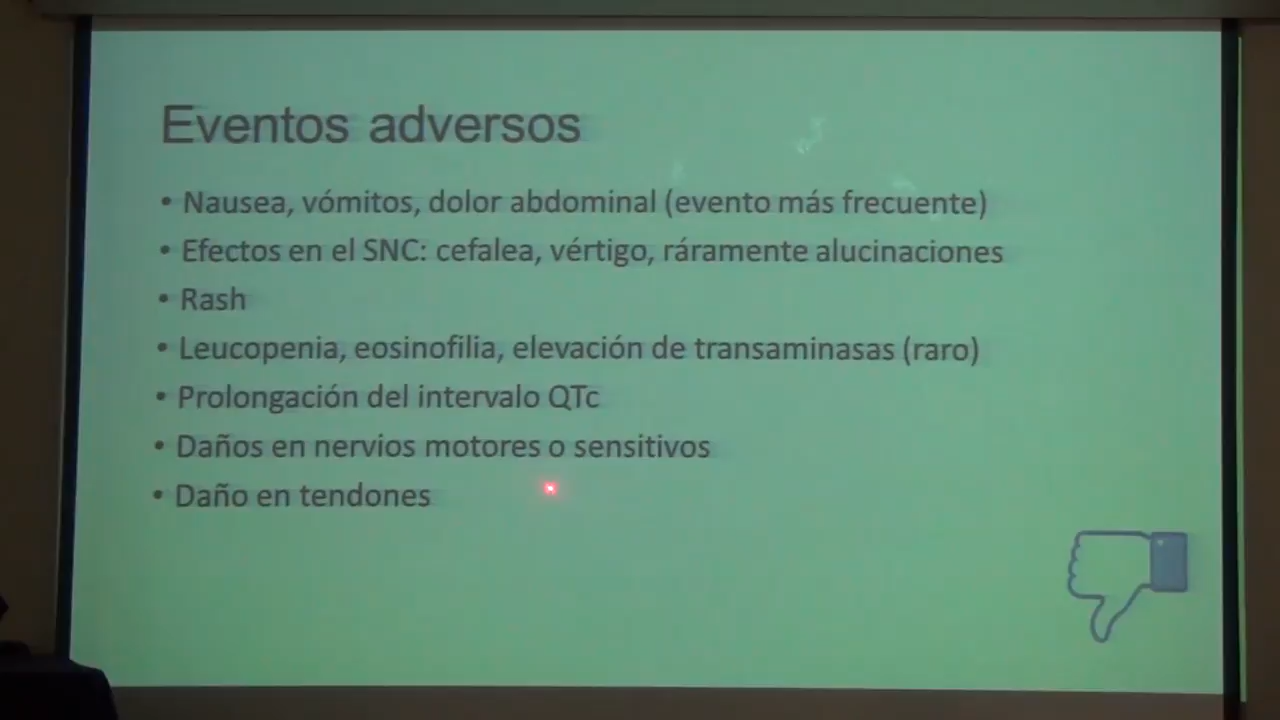 Eventos adversos
• Nausea, vómitos, dolor abdominal (evento más frecuente)
• Efectos en el SNC: cefalea, vértigo, ráramente alucinaciones
• Rash
• Leucopenia, eosinofilia, elevación de transaminasas (raro)
• Prolongación del intervalo QTc
• Daños en nervios motores o sensitivos
• Daño en tendones